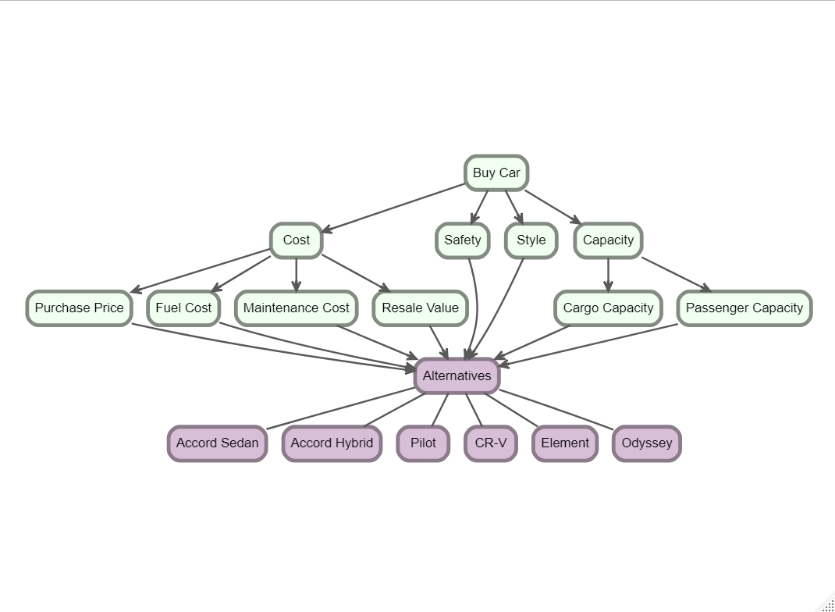 Buy Car
Cost
Safety
Style
Capacity
Purchase Price
Fuel Cost
Maintenance Cost
Resale Value
Cargo Capacity
Passenger Capacity
Alternatives
Accord Sedan
Accord Hybrid
Pilot
CR-V
Element
Odyssey